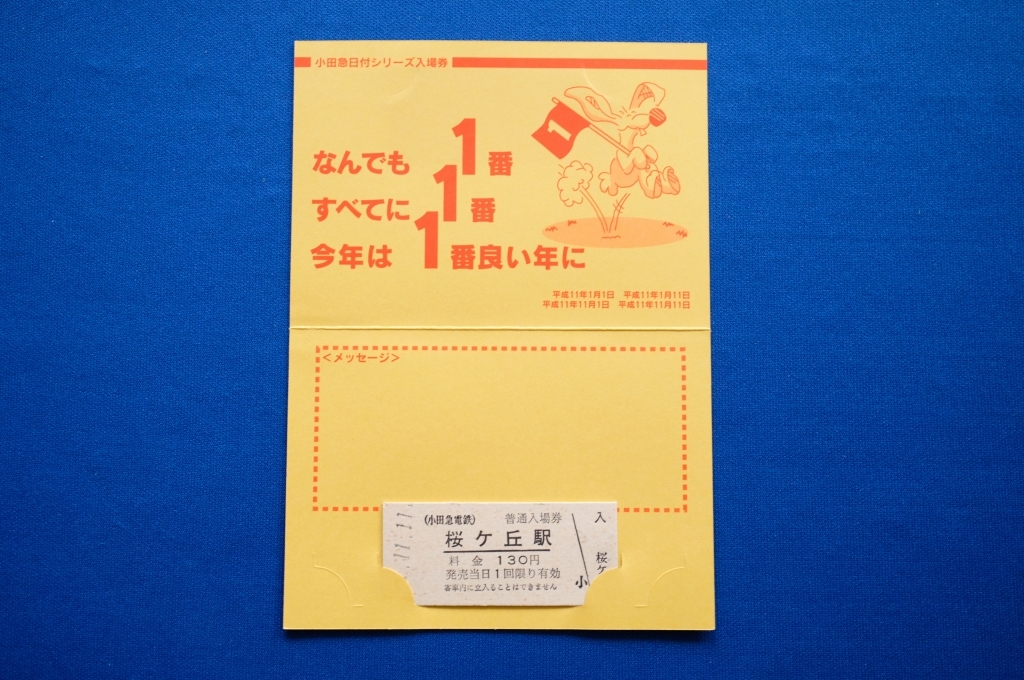 小田急日付シリーズ入場券
1
なんでも1番
すべてに1番
今年は1番良い年に
平成11年1月1日 平成11年1月11日
平成11年11月1日 平成11年11月11日
<メッセージ>
(小田急電鉄) 普通入場券
桜ケ丘駅
料金 130円
発売当日1回限り有効
客車内に立入ることはできません
入
桜ケ
小
11.11